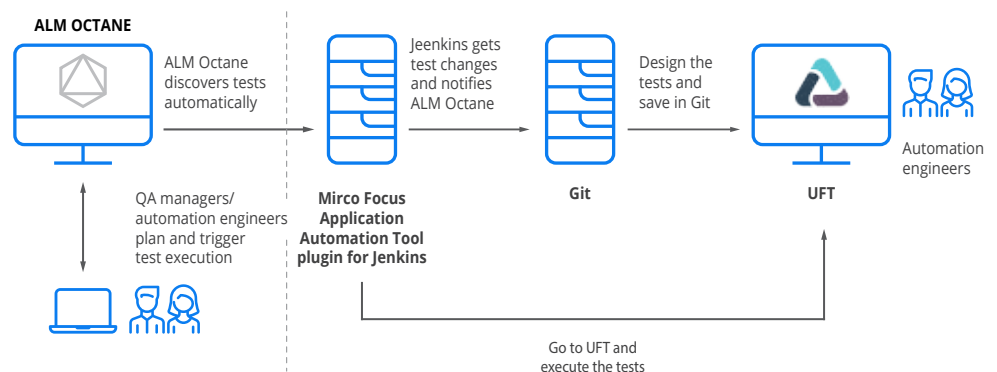 ALM OCTANE
ALM Octane
discovers tests
automatically
Jeenkins gets
test changes
and notifies
ALM Octane
Design the
tests and
save in Git
Automation
engineers
QA managers/
automation engineers
plan and trigger
test execution
Mirco Focus
Application
Automation Tool
plugin for Jenkins
Git
UFT
Go to UFT and
execute the tests